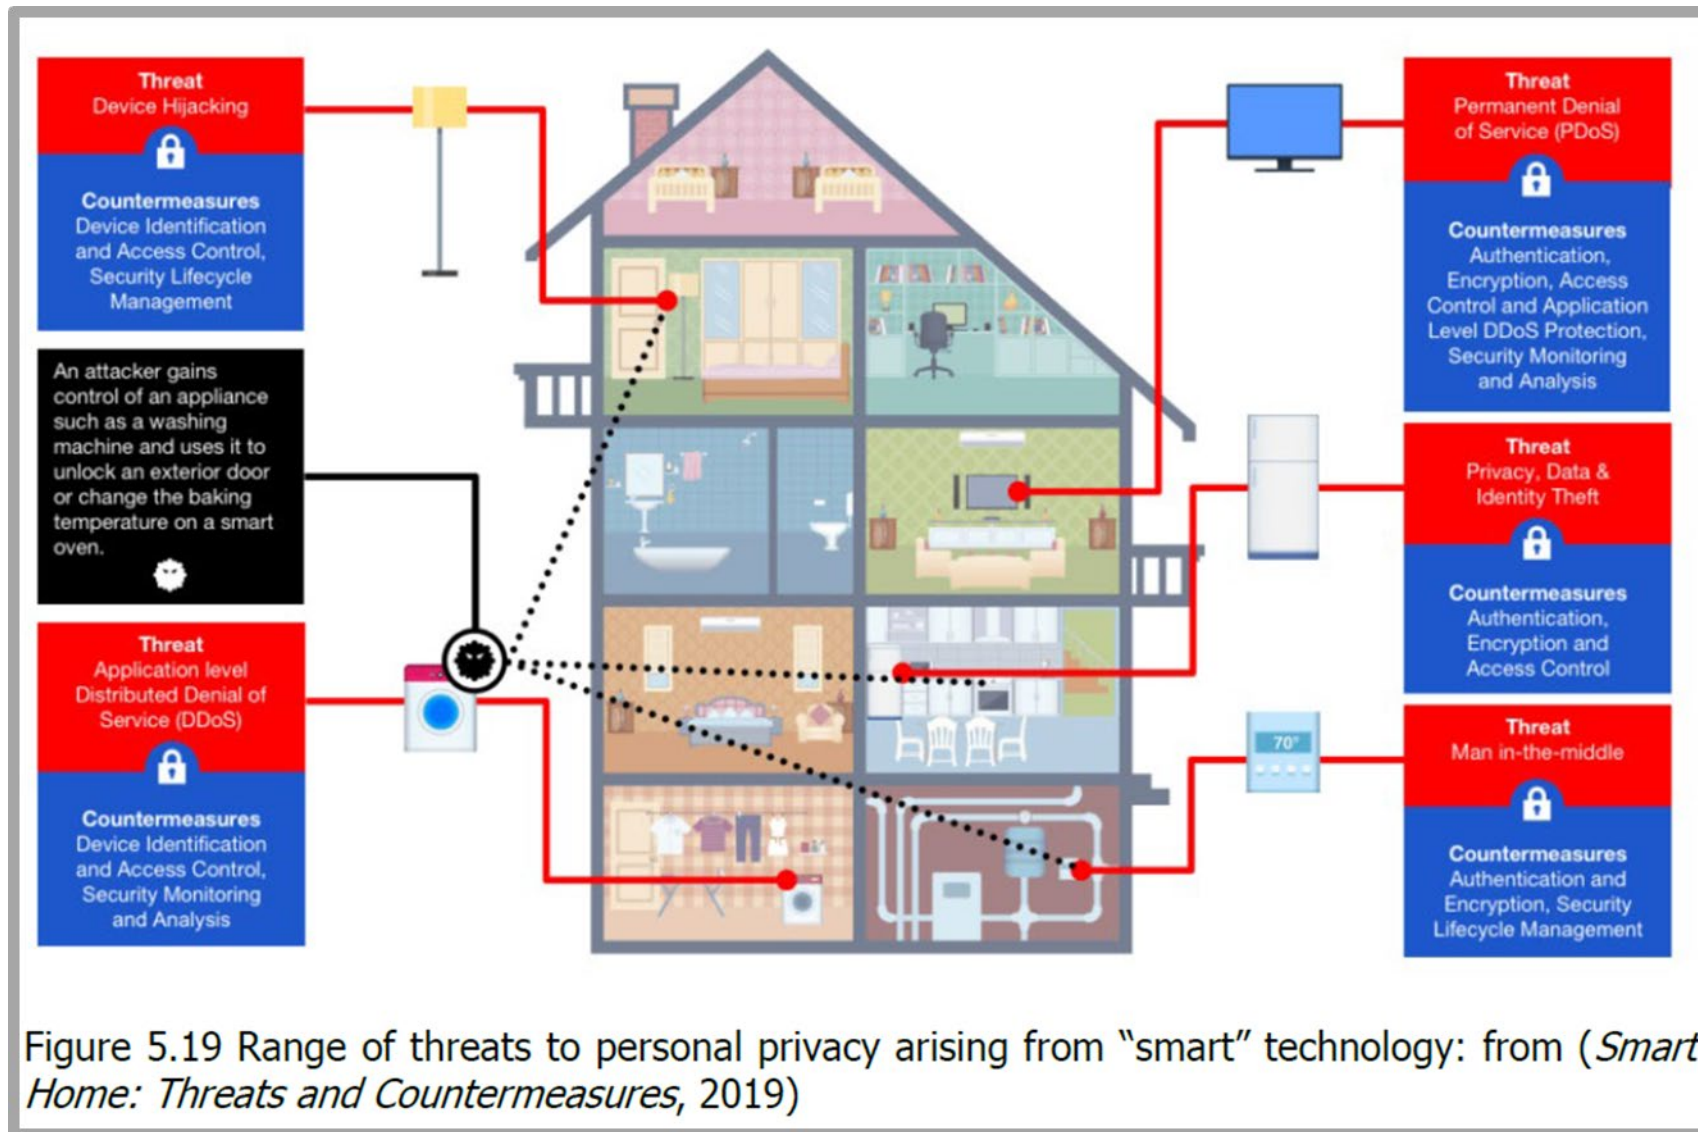 Threat
Device Hijacking
Countermeasures
Device Identification
and Access Control,
Security Lifecycle
Management
An attacker gains
control of an appliance
such as a washing
machine and uses it to
unlock an exterior door
or change the baking
temperature on a smart
oven.
Threat
Application level
Distributed Denial of
Service (DDoS)
Countermeasures
Device Identification
and Access Control,
Security Monitoring
and Analysis
Threat
Permanent Denial
of Service (PDoS)
Countermeasures
Authentication,
Encryption, Access
Control and Application
Level DDoS Protection,
Security Monitoring
and Analysis
Threat
Privacy, Data &
Identity Theft
Countermeasures
Authentication,
Encryption and
Access Control
70°
Threat
Man in-the-middle
Countermeasures
Authentication and
Encryption, Security
Lifecycle Management
Figure 5.19 Range of threats to personal privacy arising from “smart” technology: from (Smart
Home: Threats and Countermeasures, 2019)